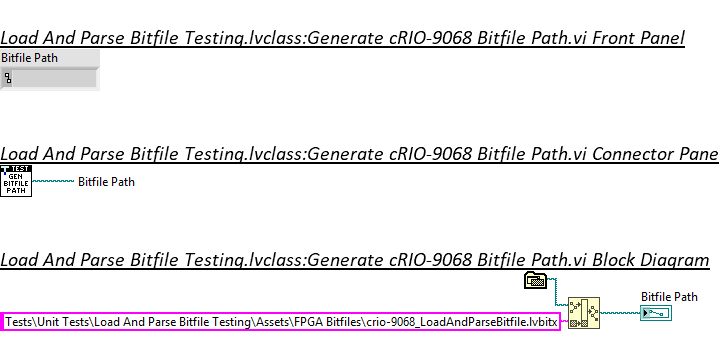 Load And Parse Bitfile Testing.lvclass:Generate cRIO-9068 Bitfile Path.vi Front Panel
Bitfile Path
Load And Parse Bitfile Testing.lvclass:Generate cRIO-9068 Bitfile Path.vi Connector Pane
TEST
GEN
BITFILE
PATH
Bitfile Path
Load And Parse Bitfile Testing.lvclass:Generate cRIO-9068 Bitfile Path.vi Block Diagram
Bitfile Path
Tests\Unit Tests\Load And Parse Bitfile Testing\Assets\FPGA Bitfiles\crio-9068_LoadAndParseBitfile.lvbitx